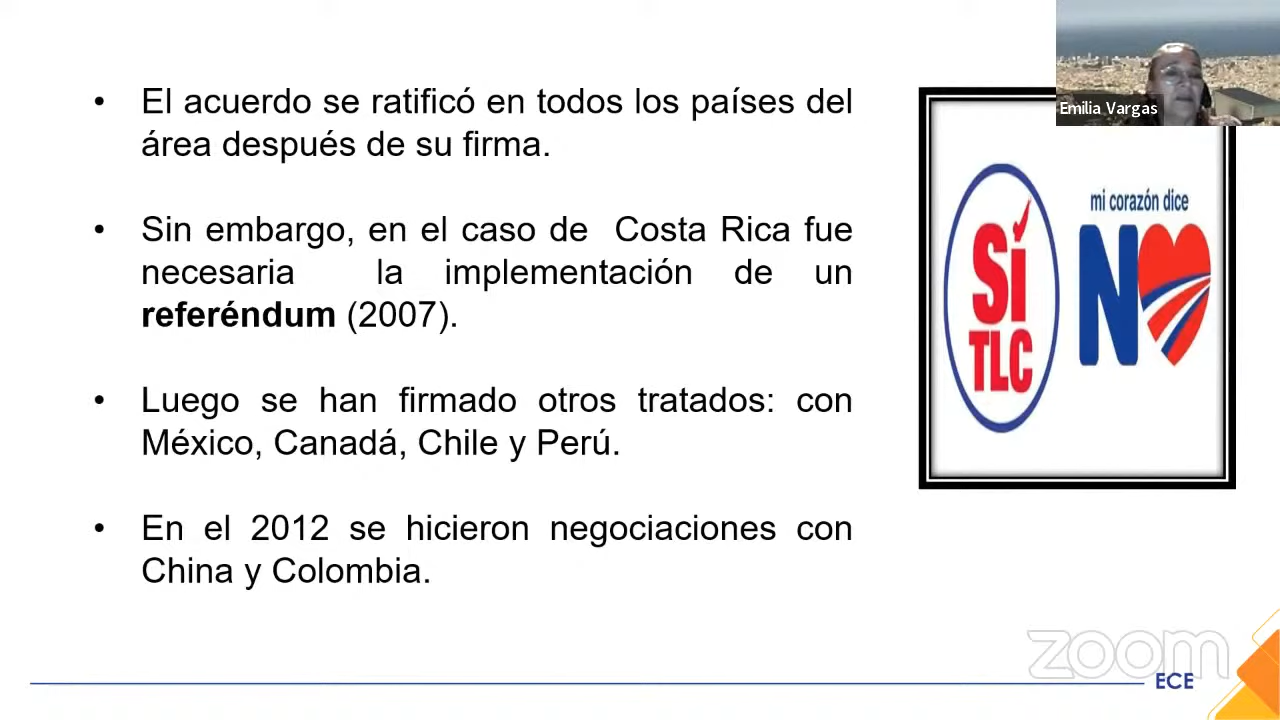 • El acuerdo se ratificó en todos los países del
área después de su firma.
• Sin embargo, en el caso de Costa Rica fue
necesaria la implementación de un
referéndum (2007).
• Luego se han firmado otros tratados: con
México, Canadá, Chile y Perú.
• En el 2012 se hicieron negociaciones con
China y Colombia.
Emilia Vargas
SÍ
TLC
mi corazón dice
NO
zoom
ECE